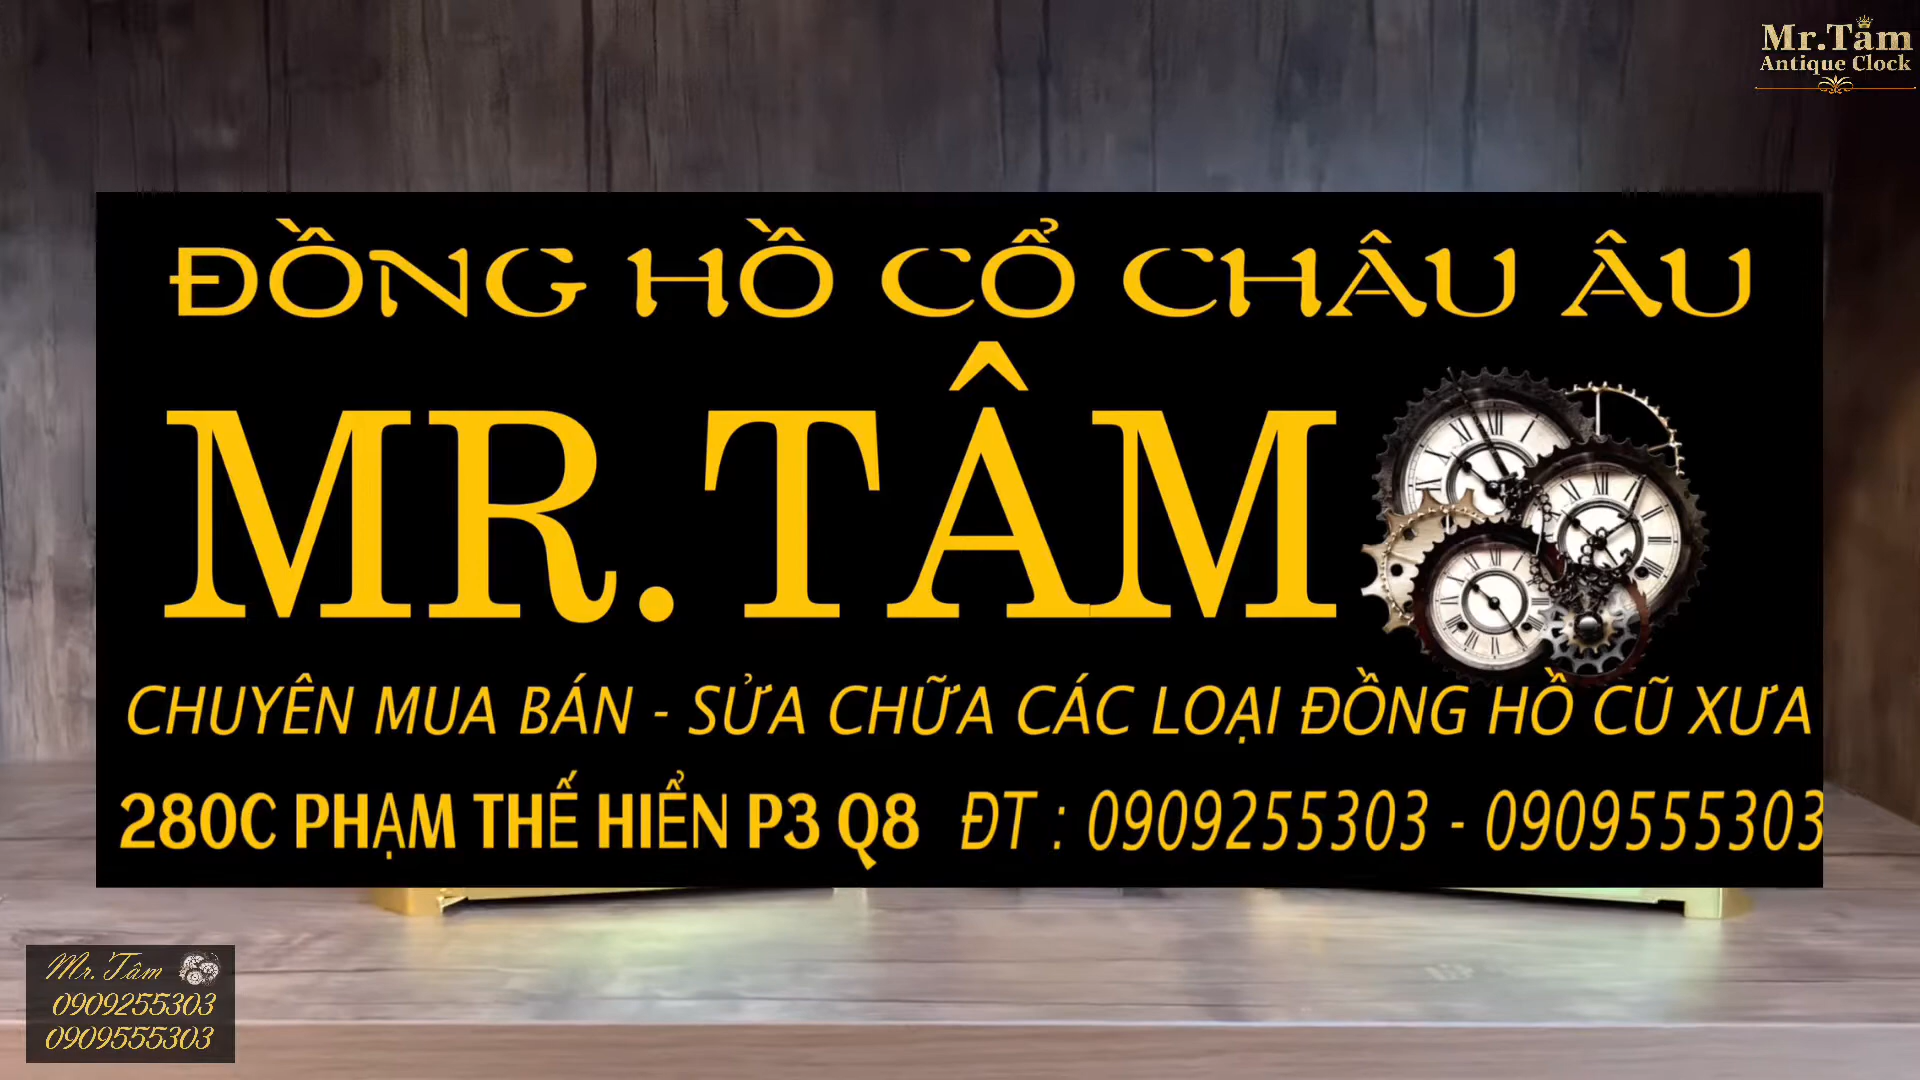 Mr.Tâm
Antique Clock
ĐỒNG HỒ CỔ CHÂU ÂU
MR.TÂM
CHUYÊN MUA BÁN - SỬA CHỮA CÁC LOẠI ĐỒNG HỒ CŨ XƯA
280C PHẠM THẾ HIỂN P3 Q8 ĐT : 0909255303 - 0909555303
Mr. Tâm
0909255303
0909555303